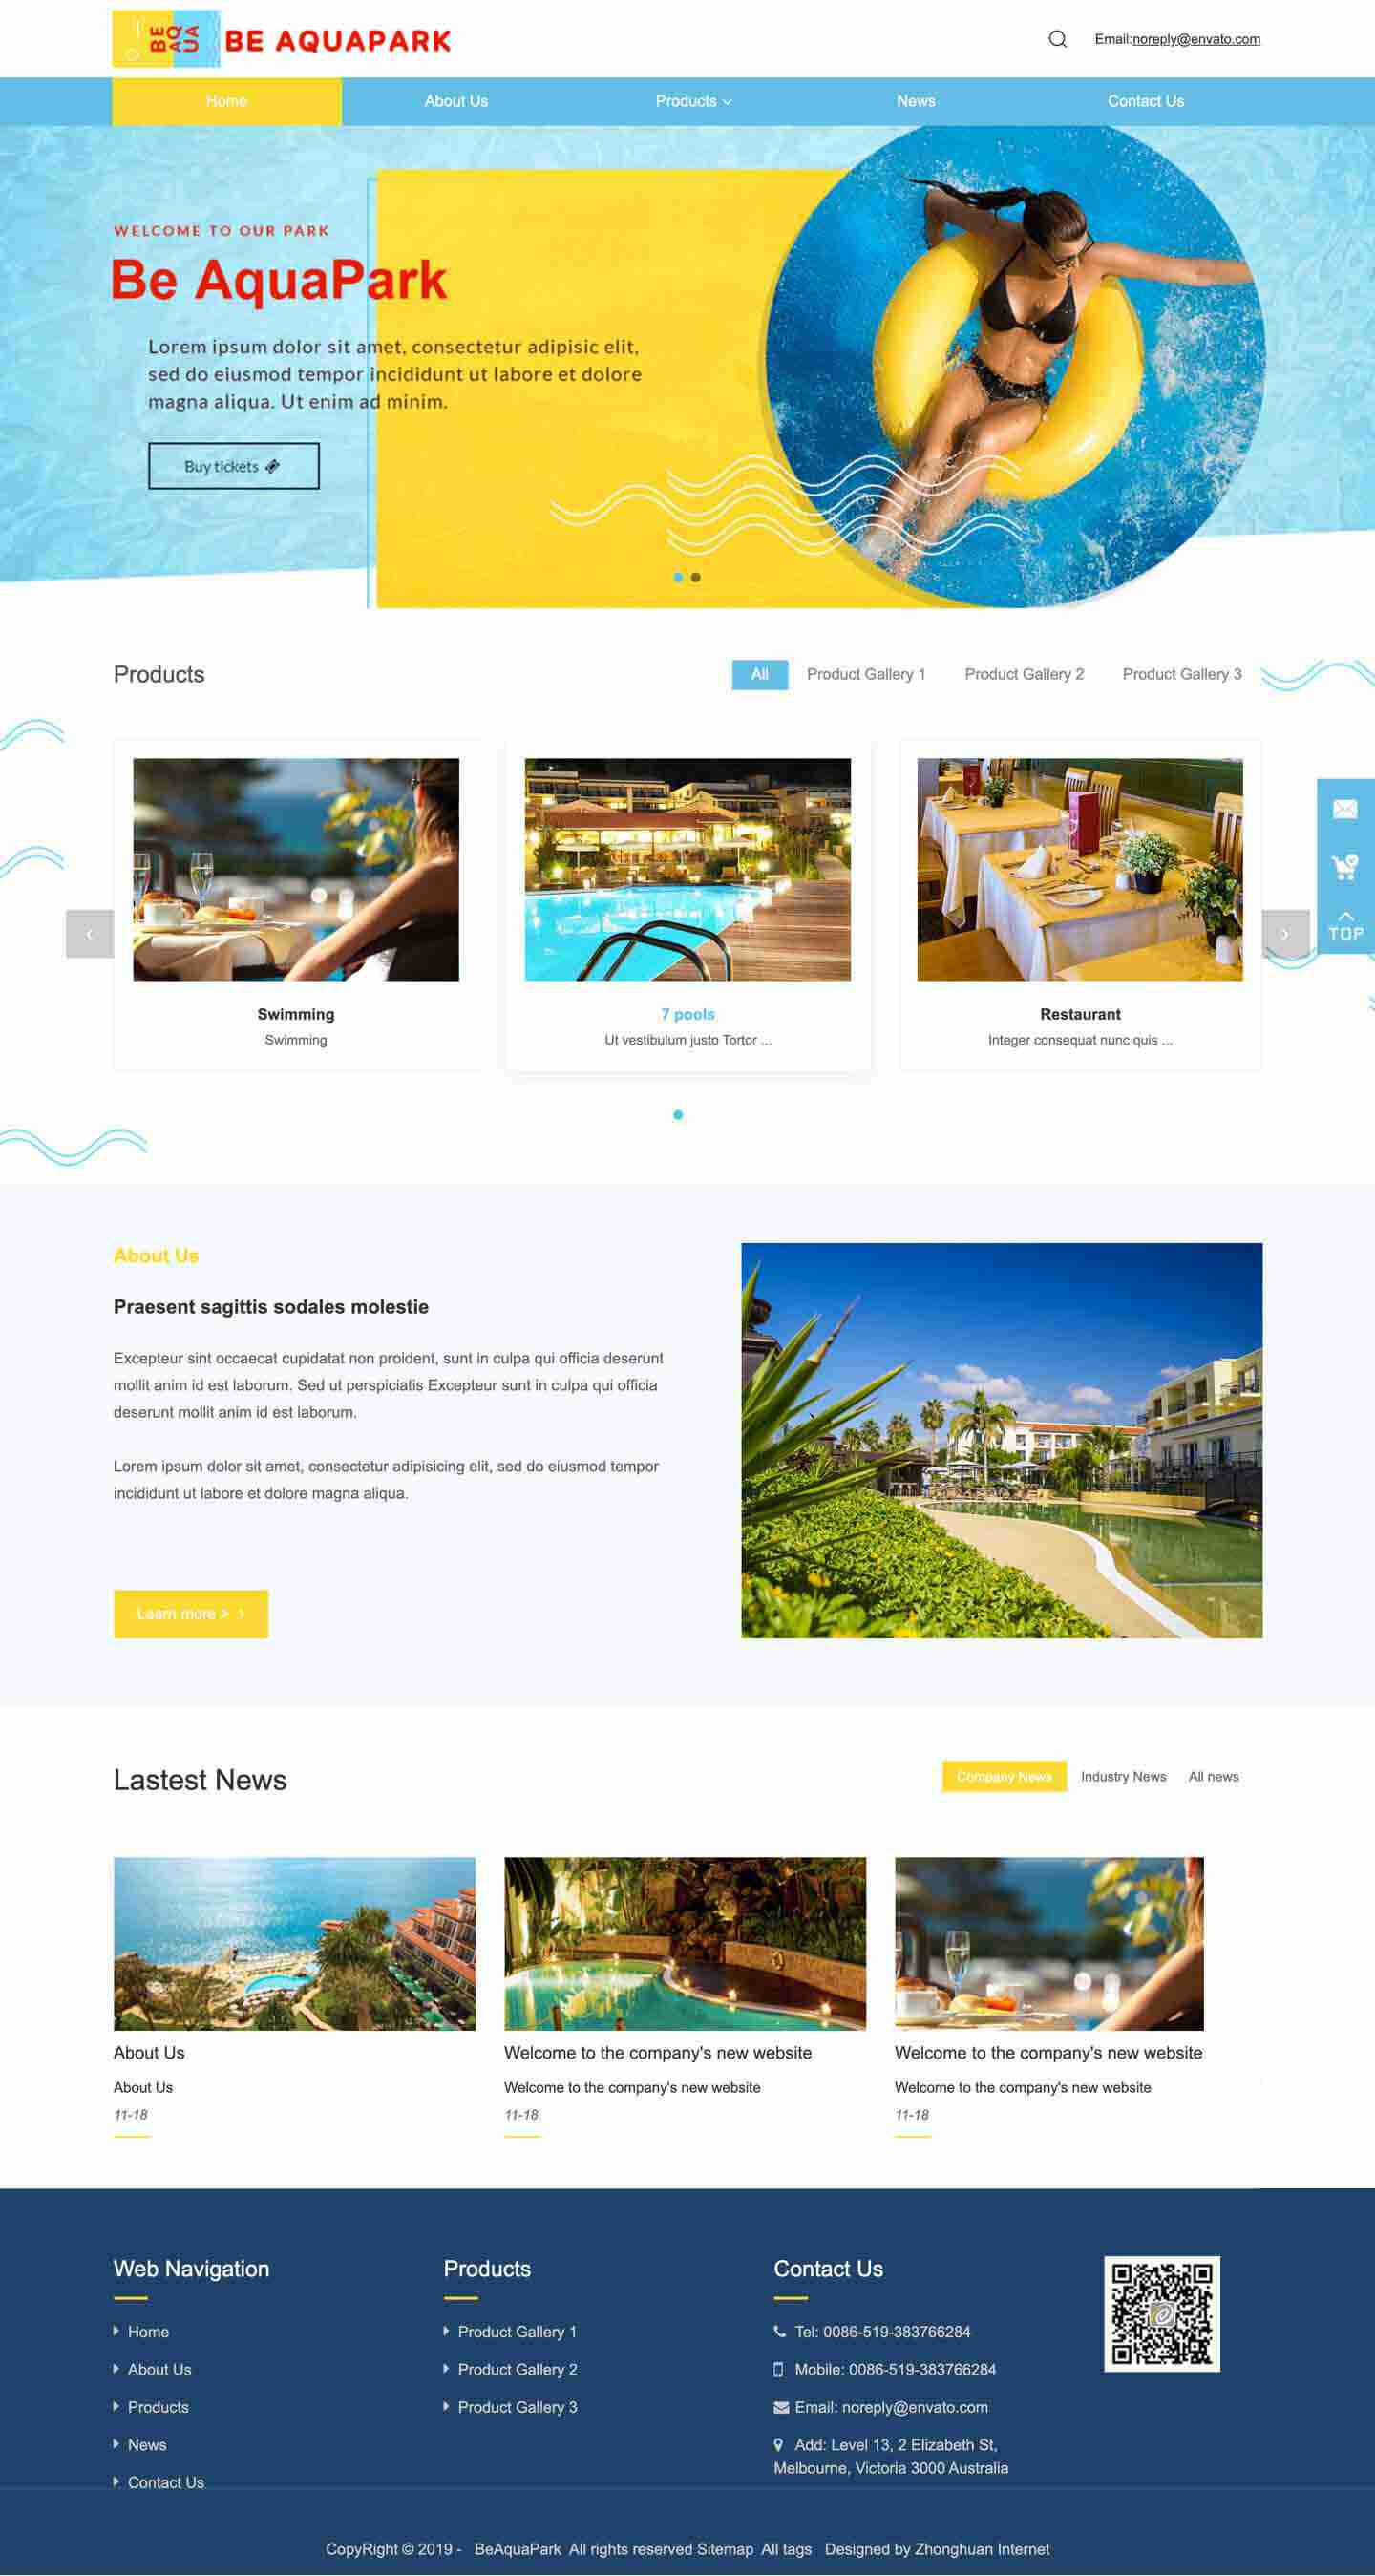 BE
AQ
UA
BE AQUAPARK
Email:noreply@envato.com
Home
About Us
Products
News
Contact Us
WELCOME TO OUR PARK
Be AquaPark
Lorem ipsum dolor sit amet, consectetur adipisic elit,
sed do eiusmod tempor incididunt ut labore et dolore
magna aliqua. Ut enim ad minim.
Buy tickets
Products
All
Product Gallery 1
Product Gallery 2
Product Gallery 3
TOP
Swimming
Swimming
7 pools
Ut vestibulum justo Tortor ...
Restaurant
Integer consequat nunc quis ...
About Us
Praesent sagittis sodales molestie
Excepteur sint occaecat cupidatat non proident, sunt in culpa qui officia deserunt
mollit anim id est laborum. Sed ut perspiciatis Excepteur sunt in culpa qui officia
deserunt mollit anim id est laborum.
Lorem ipsum dolor sit amet, consectetur adipisicing elit, sed do eiusmod tempor
incididunt ut labore et dolore magna aliqua.
Learn more >
Lastest News
Company News
Industry News
All news
About Us
About Us
11-18
Welcome to the company's new website
Welcome to the company's new website
11-18
Welcome to the company's new website
Welcome to the company's new website
11-18
Web Navigation
Home
About Us
Products
News
Contact Us
Products
Product Gallery 1
Product Gallery 2
Product Gallery 3
Contact Us
Tel: 0086-519-383766284
Mobile: 0086-519-383766284
Email: noreply@envato.com
Add: Level 13, 2 Elizabeth St,
Melbourne, Victoria 3000 Australia
CopyRight © 2019 - BeAquaPark All rights reserved Sitemap All tags Designed by Zhonghuan Internet